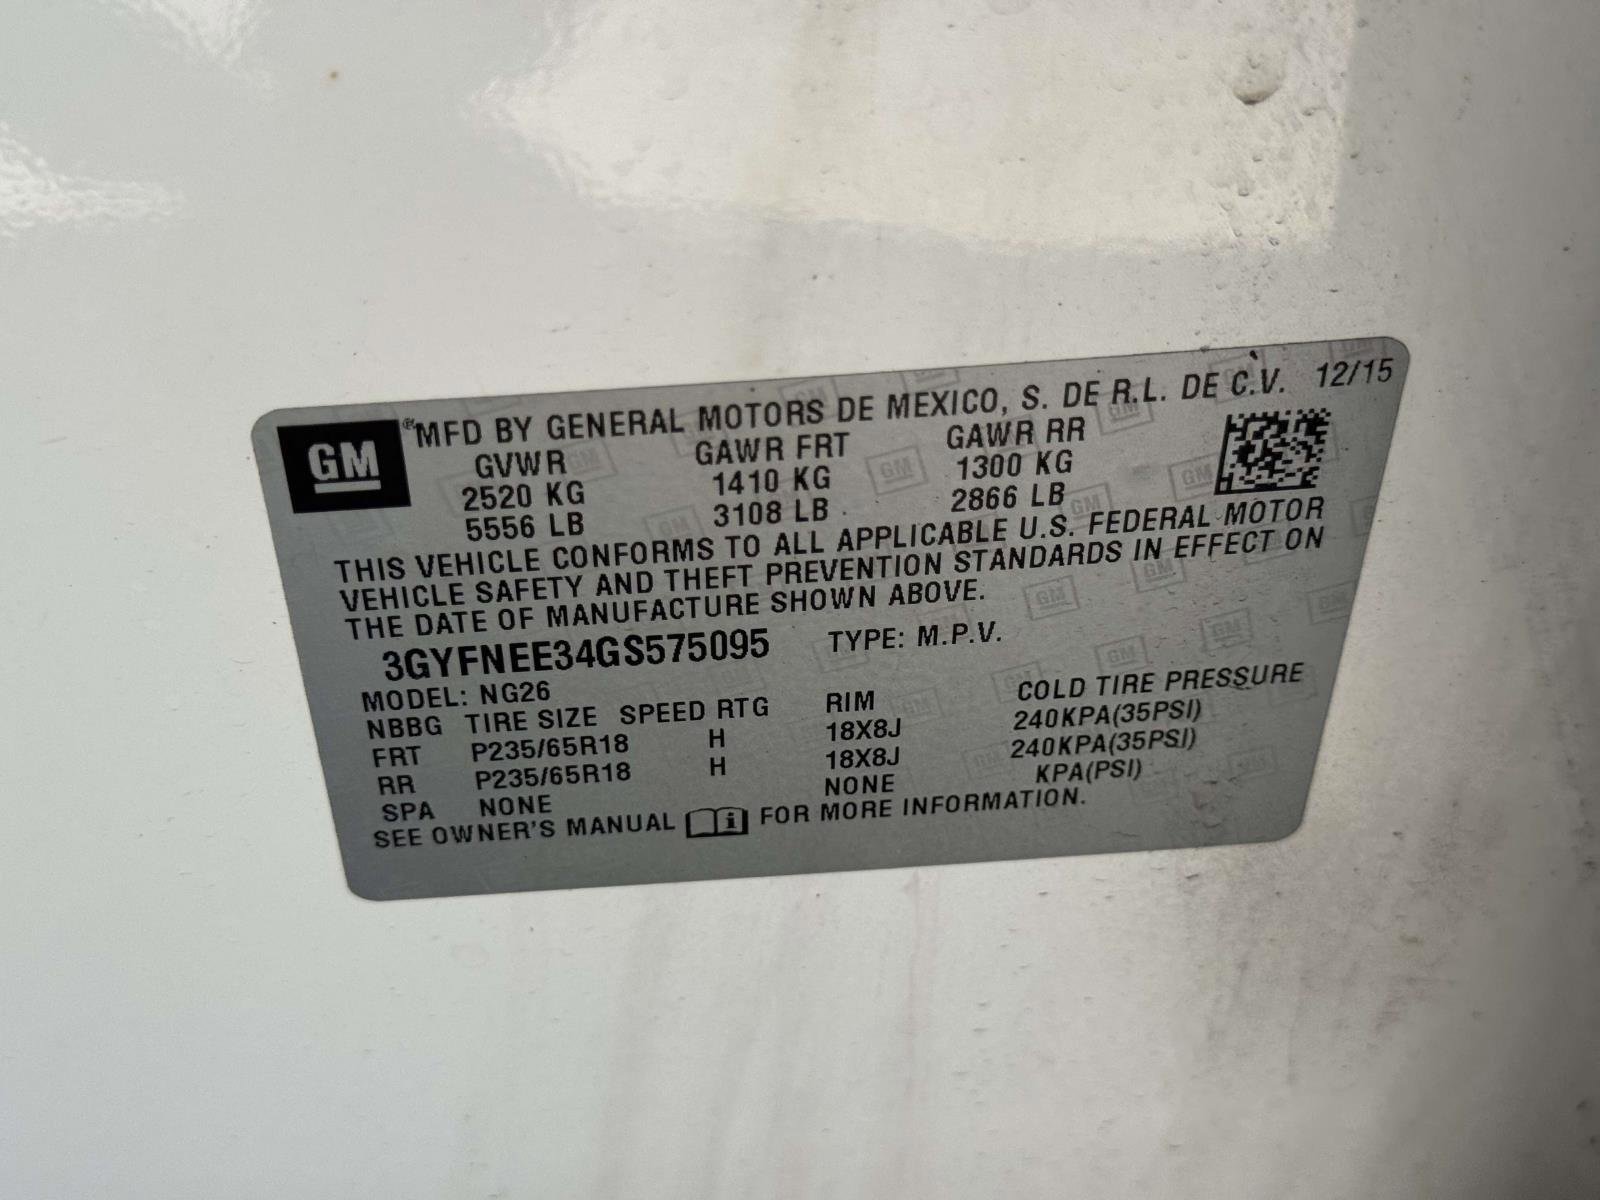 GM ® MFD BY GENERAL MOTORS DE MEXICO, S. DE R.L. DE C.V. 12/15
GVWR GAWR FRT GAWR RR
2520 KG 1410 KG 1300 KG
5556 LB 3108 LB 2866 LB
THIS VEHICLE CONFORMS TO ALL APPLICABLE U.S. FEDERAL MOTOR
VEHICLE SAFETY AND THEFT PREVENTION STANDARDS IN EFFECT ON
THE DATE OF MANUFACTURE SHOWN ABOVE.
3GYFNEE34GS575095 TYPE: M.P.V.
MODEL: NG26
NBBG TIRE SIZE SPEED RTG RIM COLD TIRE PRESSURE
FRT P235/65R18 H 18X8J 240KPA(35PSI)
RR P235/65R18 H 18X8J 240KPA(35PSI)
SPA NONE NONE KPA(PSI)
SEE OWNER'S MANUAL i FOR MORE INFORMATION.